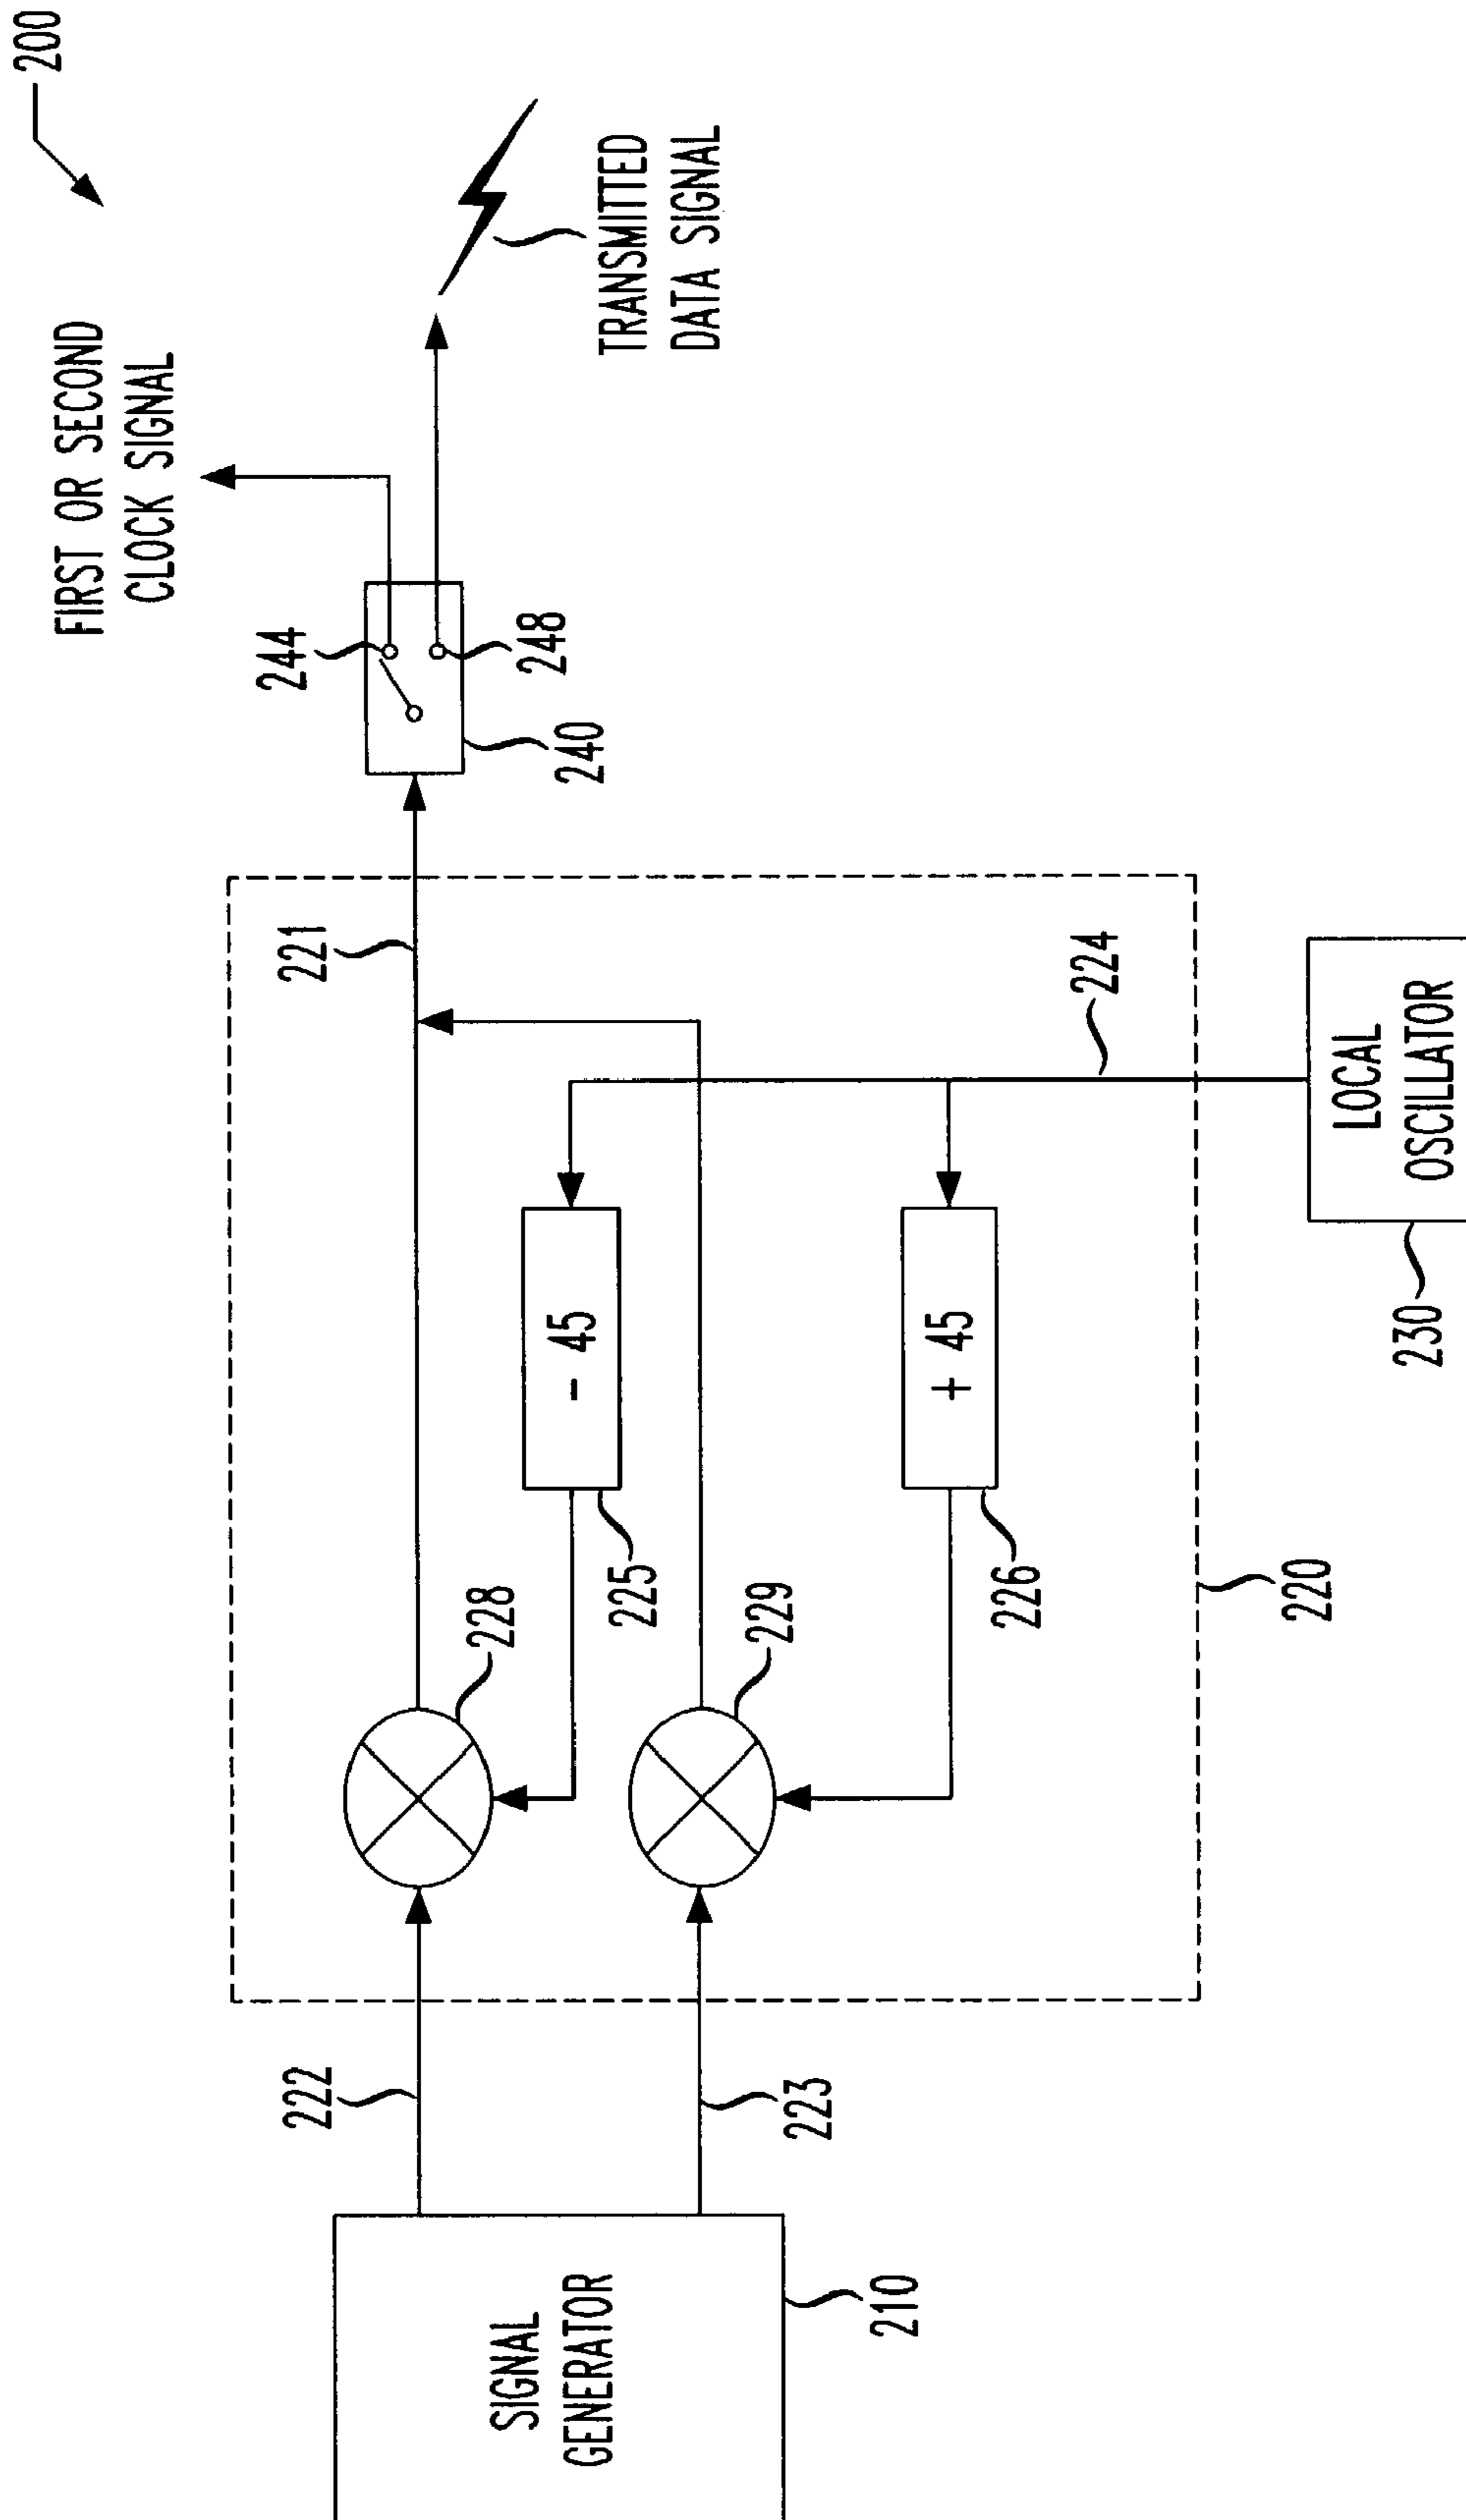 200
FIRST OR SECOND
CLOCK SIGNAL
TRANSMITTED
DATA SIGNAL
244
248
240
221
224
LOCAL
OSCILLATOR
230
- 45
225
+ 45
226
228
229
220
222
223
SIGNAL
GENERATOR
210